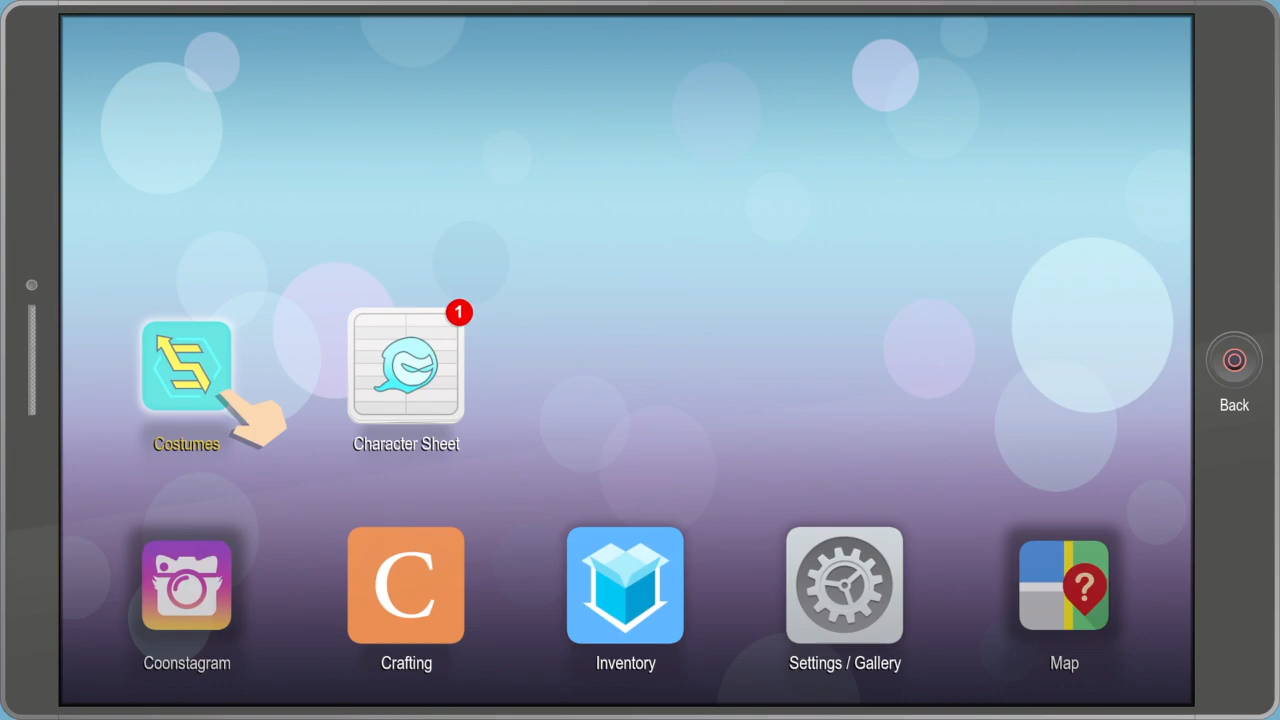 1
Costumes
Character Sheet
Back
C
?
Coonstagram
Crafting
Inventory
Settings / Gallery
Map